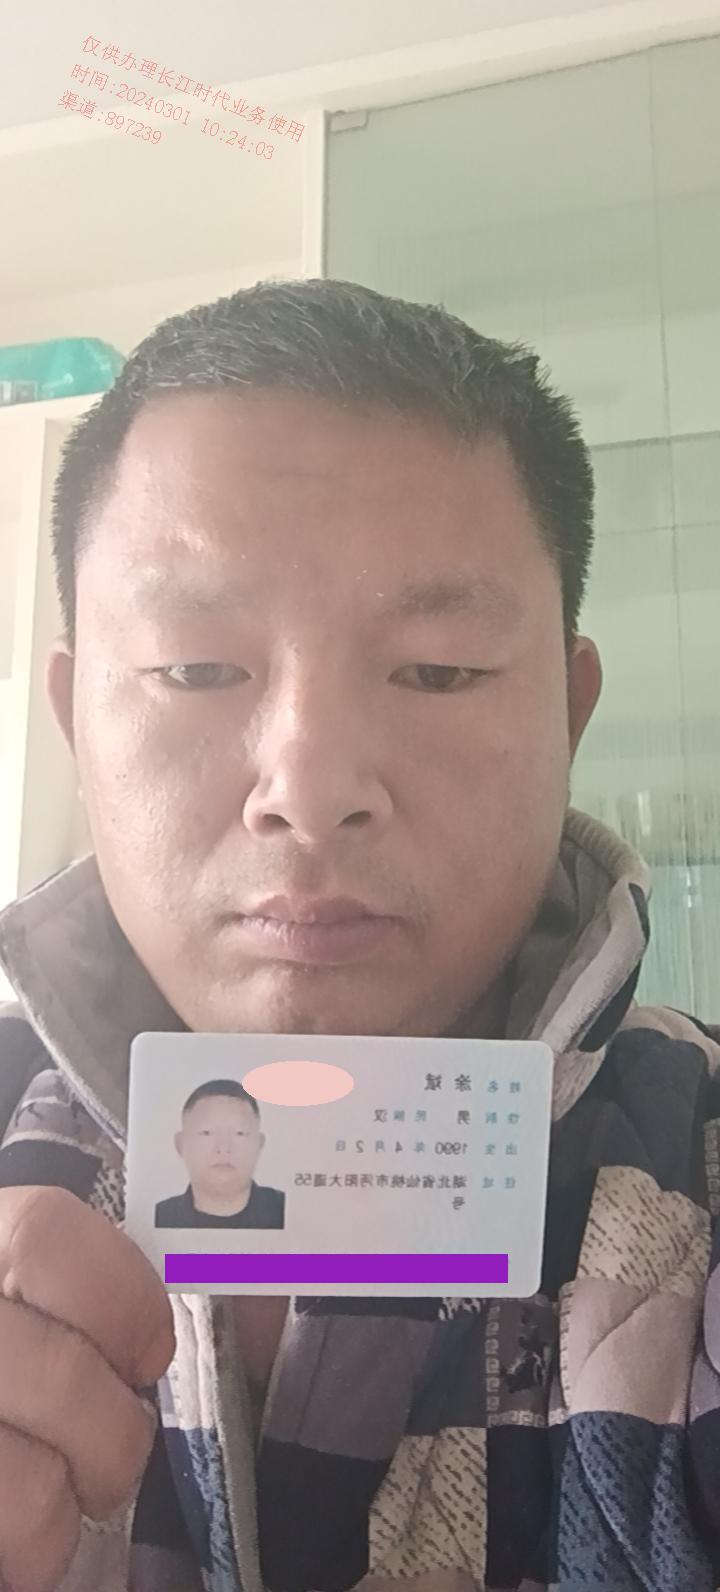 仅供办理长江时代业务使用
时间:20240301 10:24:03
渠道:897239
姓名 涂斌
性别 男 民族 汉
出生 1990 年 4 月 2 日
住址 湖北省仙桃市沔阳大道55
号